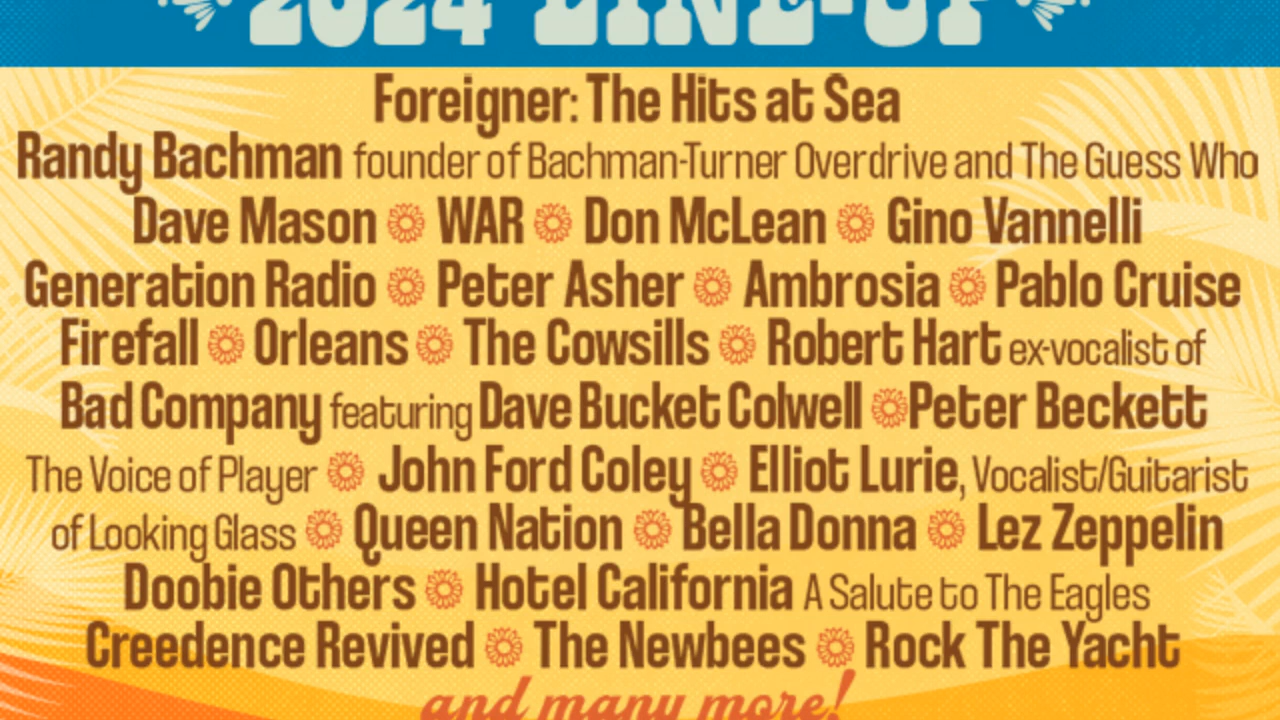 2024 LINE-UP
Foreigner: The Hits at Sea
Randy Bachman founder of Bachman-Turner Overdrive and The Guess Who
Dave Mason WAR Don McLean Gino Vannelli
Generation Radio Peter Asher Ambrosia Pablo Cruise
Firefall Orleans The Cowsills Robert Hart ex-vocalist of
Bad Company featuring Dave Bucket Colwell Peter Beckett
The Voice of Player John Ford Coley Elliot Lurie, Vocalist/Guitarist
of Looking Glass Queen Nation Bella Donna Lez Zeppelin
Doobie Others Hotel California A Salute to The Eagles
Creedence Revived The Newbees Rock The Yacht
and many more!